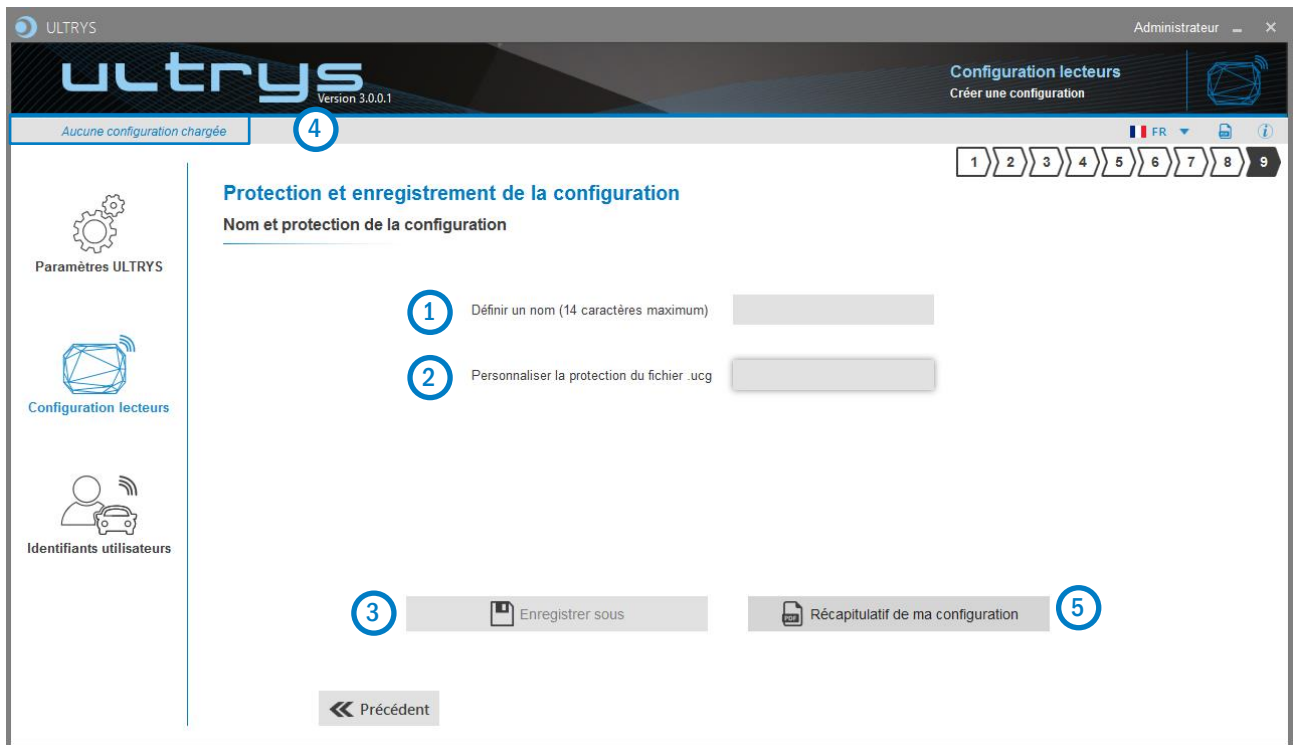 ULTRYS
Administrateur
ultrys
Version 3.0.0.1
Configuration lecteurs
Créer une configuration
Aucune configuration chargée
4
FR
1 2 3 4 5 6 7 8 9
Protection et enregistrement de la configuration
Nom et protection de la configuration
Paramètres ULTRYS
1
Définir un nom (14 caractères maximum)
2
Personnaliser la protection du fichier .ucg
Configuration lecteurs
Identifiants utilisateurs
3
Enregistrer sous
PDF
Récapitulatif de ma configuration
5
Précédent